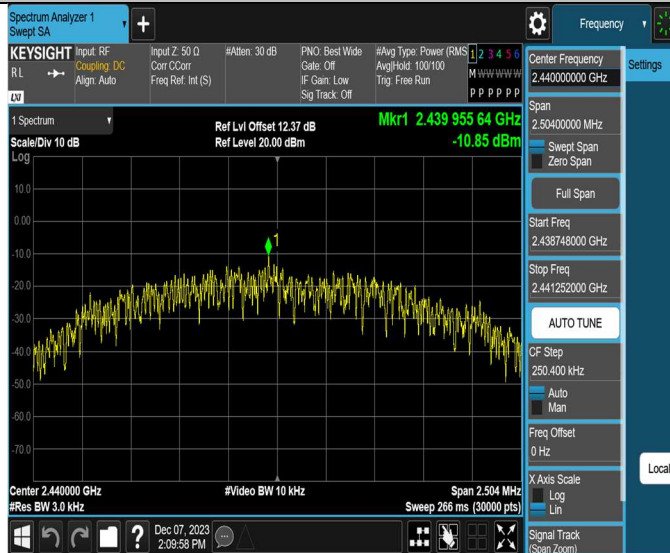 Spectrum Analyzer 1
Swept SA
+
Frequency
KEYSIGHT
RL
LXI
Input: RF
Coupling: DC
Align: Auto
Input Z: 50 Ω
Corr CCorr
Freq Ref: Int (S)
#Atten: 30 dB
PNO: Best Wide
Gate: Off
IF Gain: Low
Sig Track: Off
#Avg Type: Power (RMS
Avg|Hold: 100/100
Trig: Free Run
1 2 3 4 5 6
M W W W W W
P P P P P P
1 Spectrum
Scale/Div 10 dB
Ref Lvl Offset 12.37 dB
Ref Level 20.00 dBm
Mkr1 2.439 955 64 GHz
-10.85 dBm
Log
10.0
0.00
-10.0
-20.0
-30.0
-40.0
-50.0
-60.0
-70.0
1
Center 2.440000 GHz
#Res BW 3.0 kHz
#Video BW 10 kHz
Span 2.504 MHz
Sweep 266 ms (30000 pts)
?
Dec 07, 2023
2:09:58 PM
Center Frequency
2.440000000 GHz
Span
2.50400000 MHz
Swept Span
Zero Span
Full Span
Start Freq
2.438748000 GHz
Stop Freq
2.441252000 GHz
AUTO TUNE
CF Step
250.400 kHz
Auto
Man
Freq Offset
0 Hz
X Axis Scale
Log
Lin
Signal Track
(Span Zoom)
Settings
Local